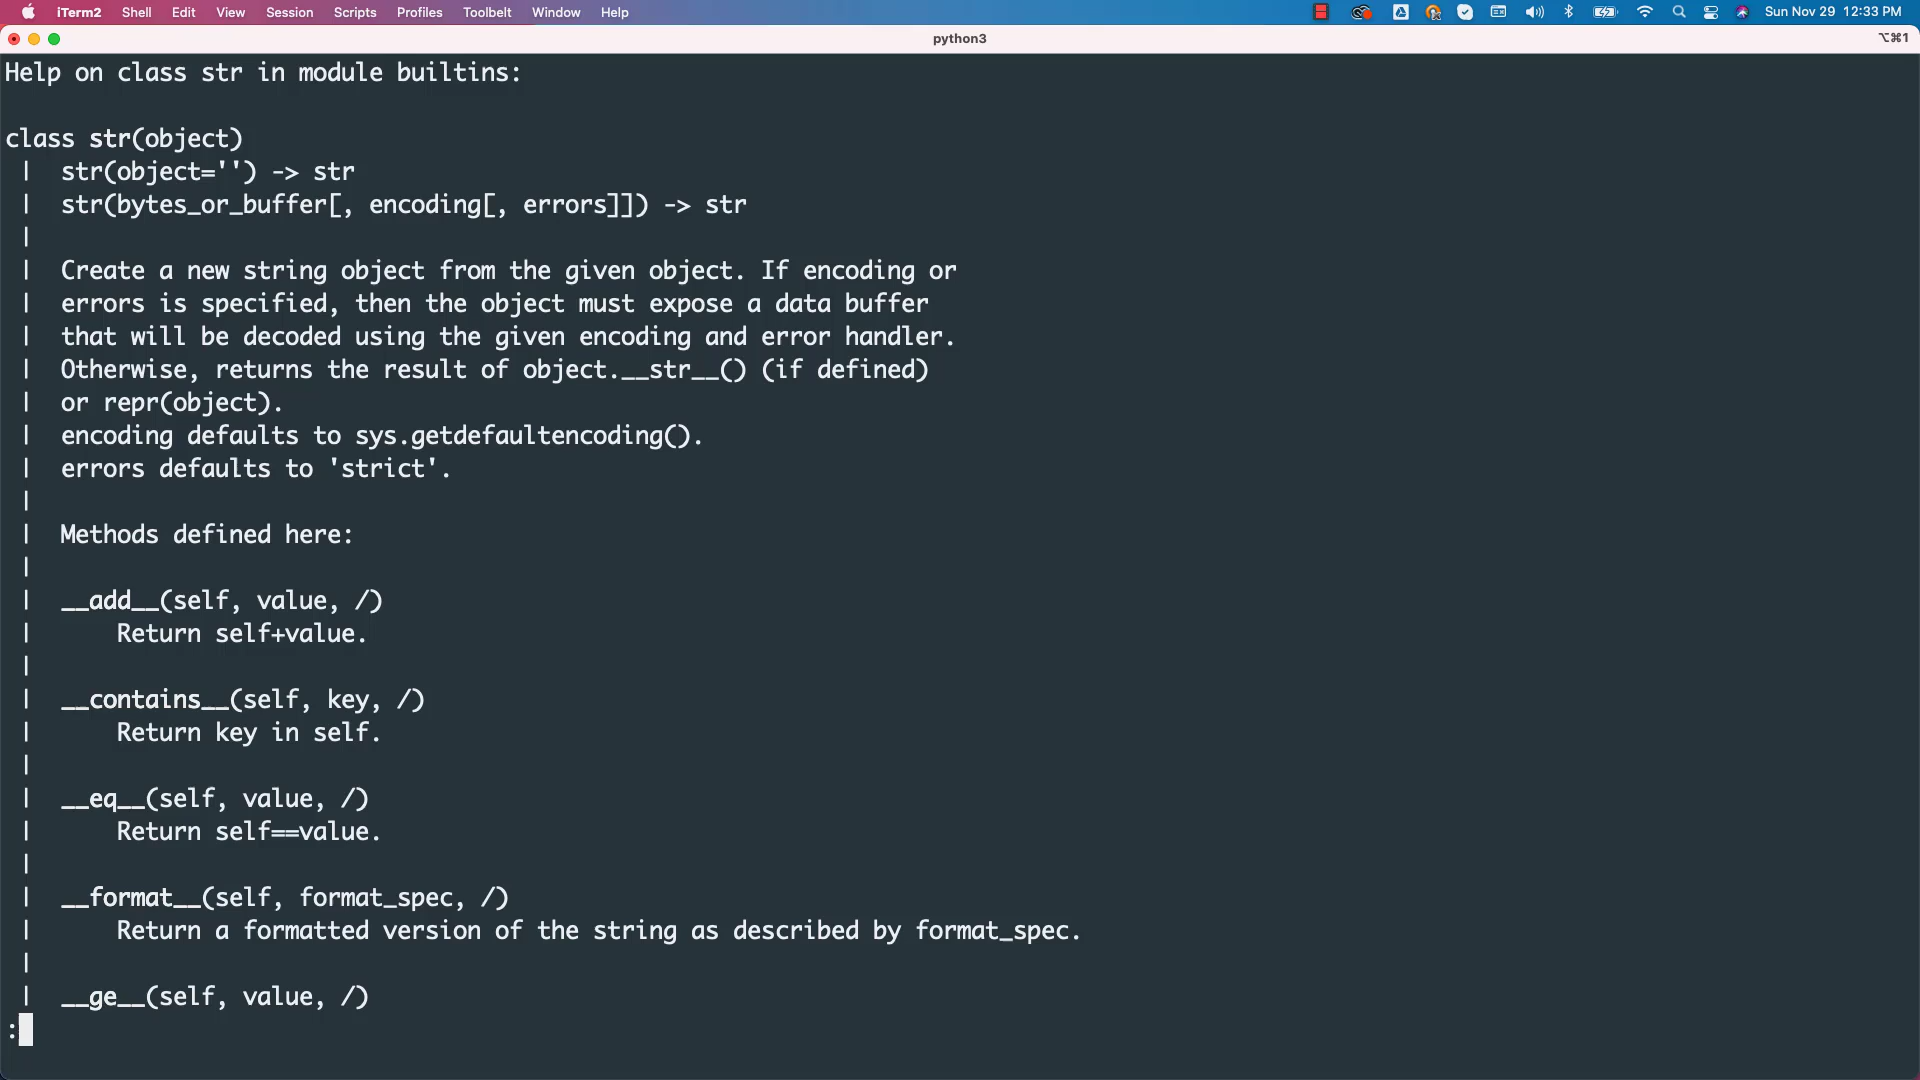 iTerm2 Shell Edit View Session Scripts Profiles Toolbelt Window Help Sun Nov 29 12:33 PM
python3 ⌥⌘1
Help on class str in module builtins:

class str(object)
 |  str(object='') -> str
 |  str(bytes_or_buffer[, encoding[, errors]]) -> str
 |
 |  Create a new string object from the given object. If encoding or
 |  errors is specified, then the object must expose a data buffer
 |  that will be decoded using the given encoding and error handler.
 |  Otherwise, returns the result of object.__str__() (if defined)
 |  or repr(object).
 |  encoding defaults to sys.getdefaultencoding().
 |  errors defaults to 'strict'.
 |
 |  Methods defined here:
 |
 |  __add__(self, value, /)
 |      Return self+value.
 |
 |  __contains__(self, key, /)
 |      Return key in self.
 |
 |  __eq__(self, value, /)
 |      Return self==value.
 |
 |  __format__(self, format_spec, /)
 |      Return a formatted version of the string as described by format_spec.
 |
 |  __ge__(self, value, /)
: